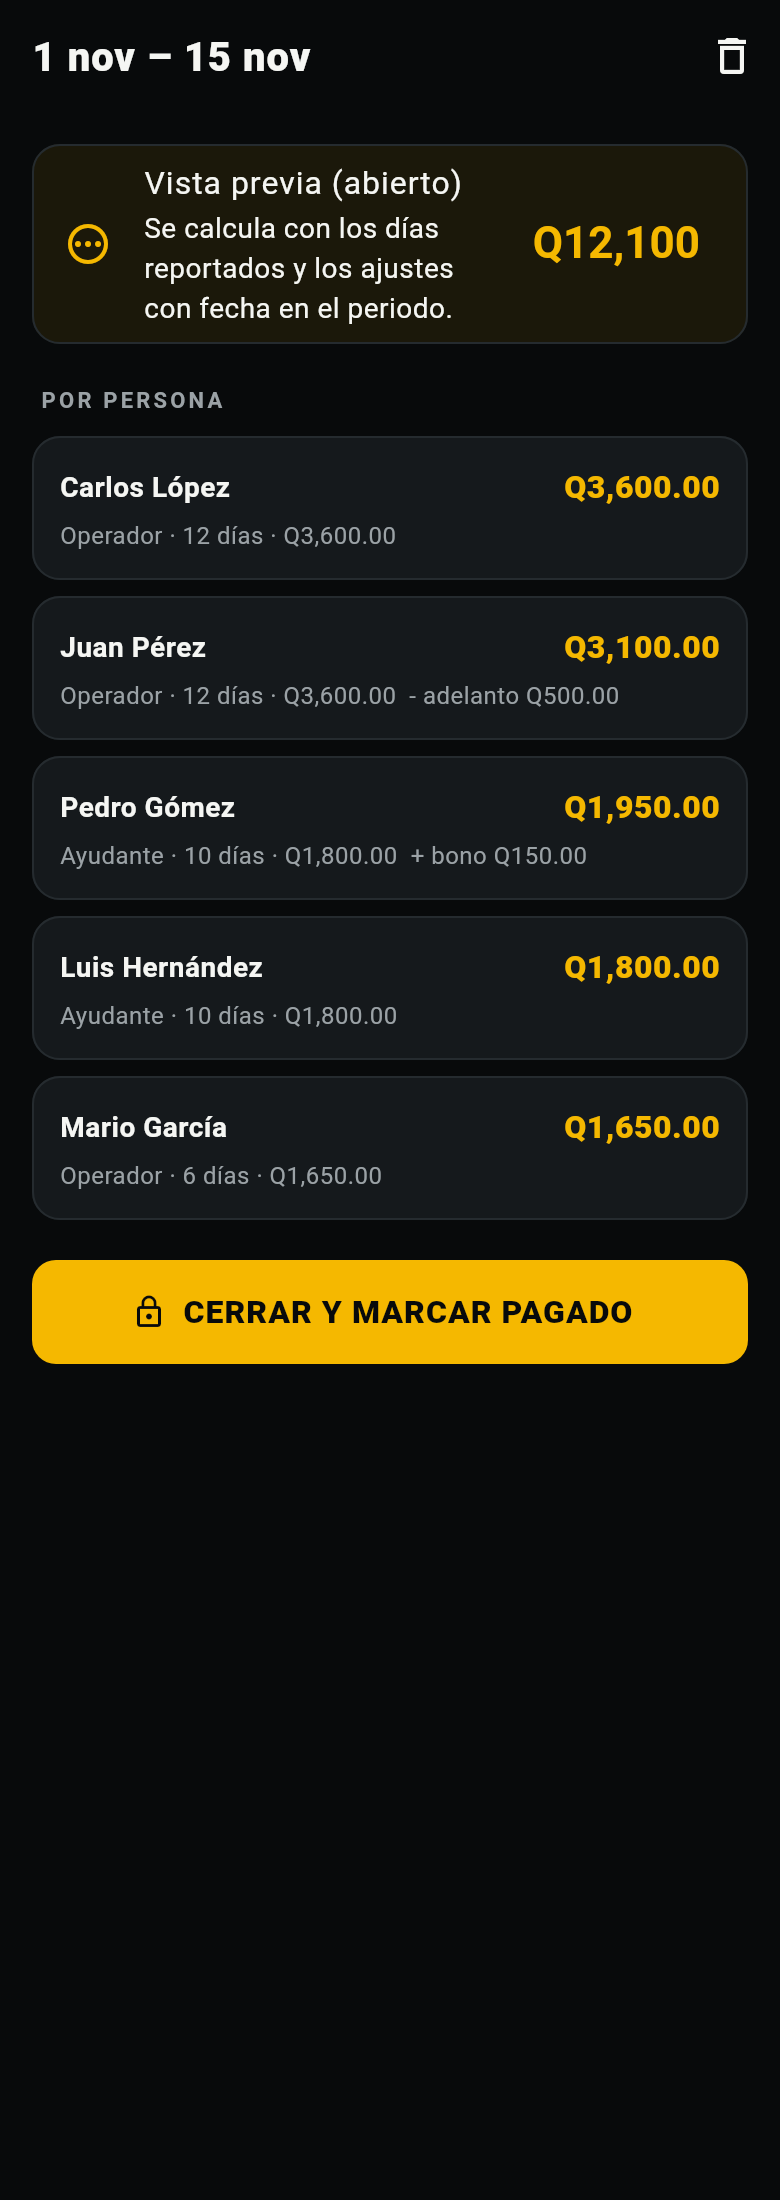 1 nov – 15 nov
Vista previa (abierto)
Se calcula con los días
reportados y los ajustes
con fecha en el periodo.
Q12,100
POR PERSONA
Carlos López
Q3,600.00
Operador · 12 días · Q3,600.00
Juan Pérez
Q3,100.00
Operador · 12 días · Q3,600.00  - adelanto Q500.00
Pedro Gómez
Q1,950.00
Ayudante · 10 días · Q1,800.00  + bono Q150.00
Luis Hernández
Q1,800.00
Ayudante · 10 días · Q1,800.00
Mario García
Q1,650.00
Operador · 6 días · Q1,650.00
CERRAR Y MARCAR PAGADO